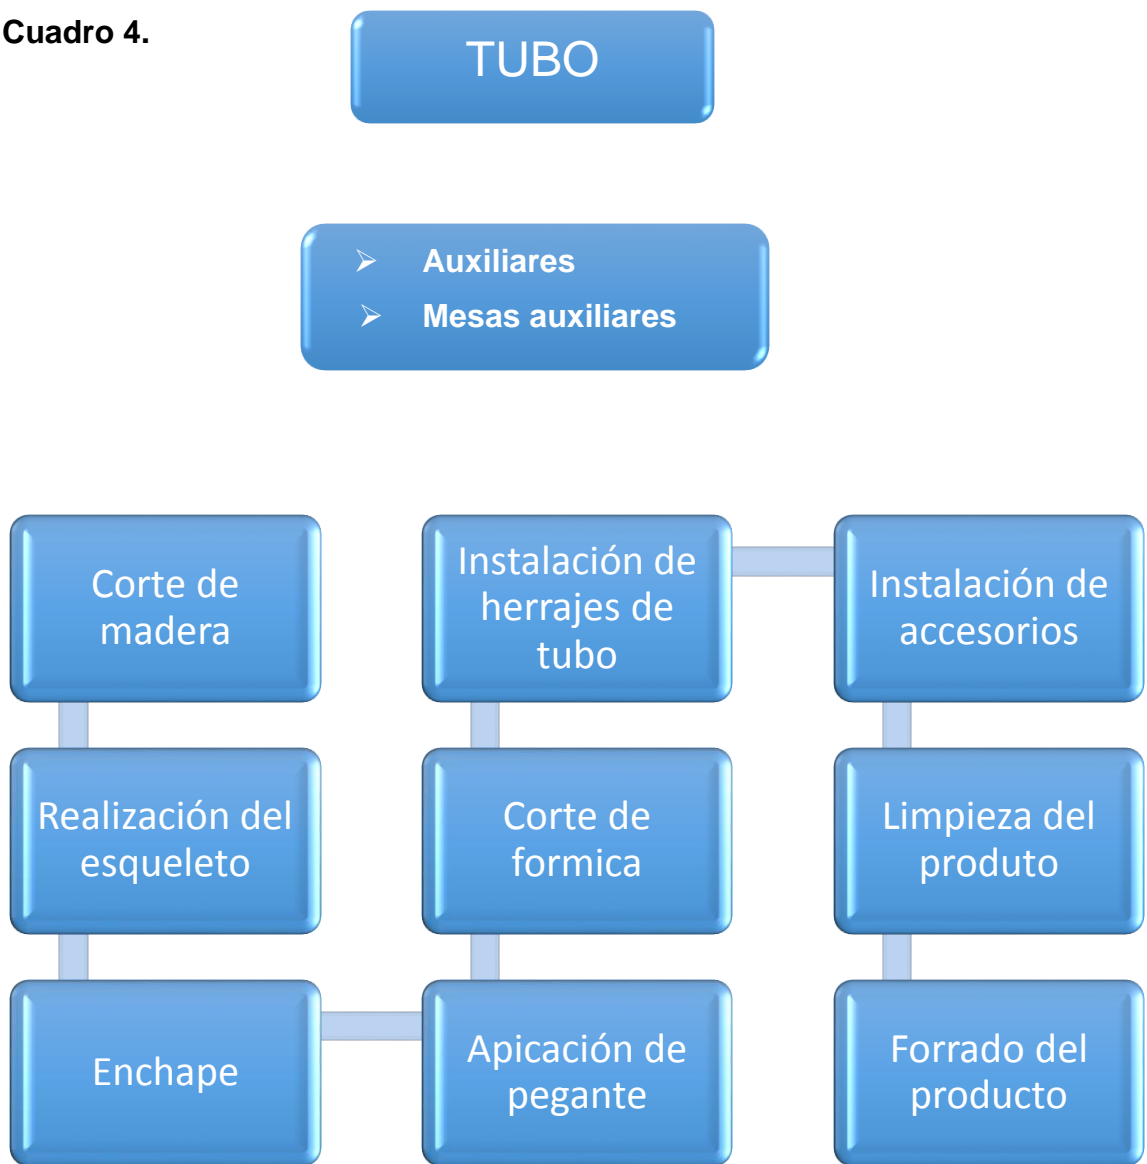 Cuadro 4.
TUBO
➢ Auxiliares
➢ Mesas auxiliares
Corte de
madera
Realización del
esqueleto
Enchape
Apicación de
pegante
Corte de
formica
Instalación de
herrajes de
tubo
Instalación de
accesorios
Limpieza del
produto
Forrado del
producto